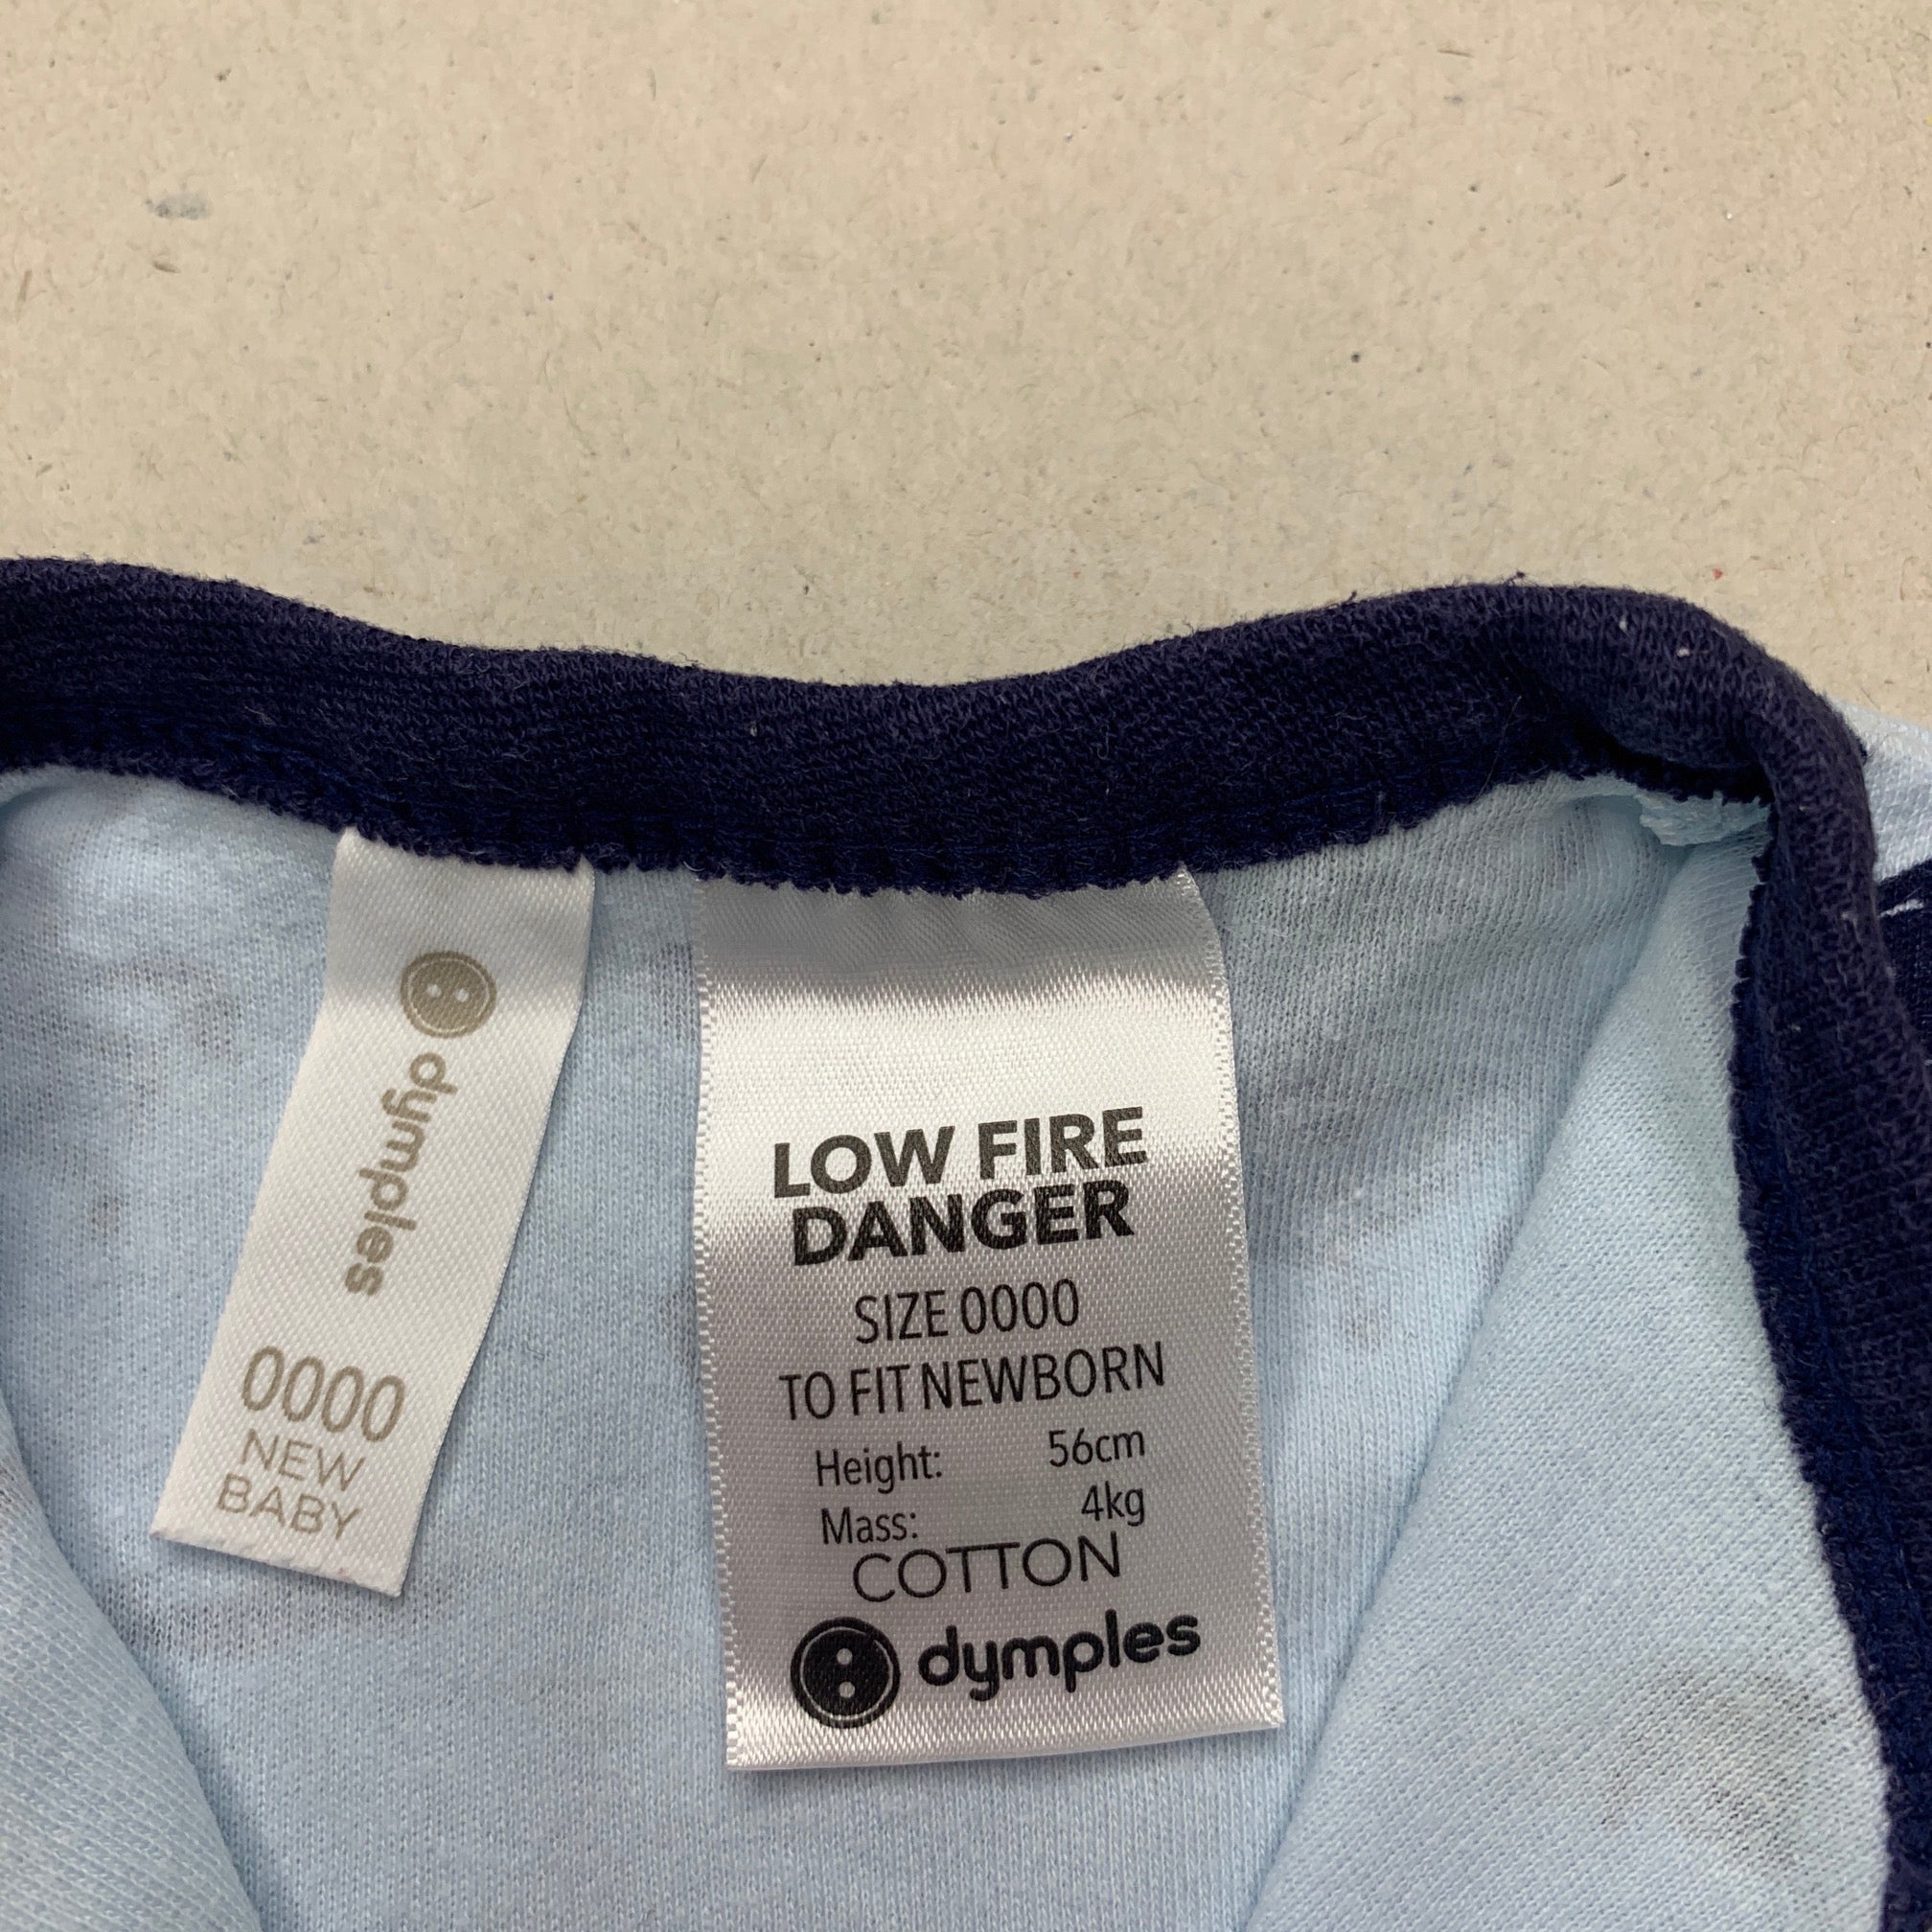 dymples
0000
NEW
BABY
LOW FIRE
DANGER
SIZE 0000
TO FIT NEWBORN
Height: 56cm
Mass: 4kg
COTTON
dymples